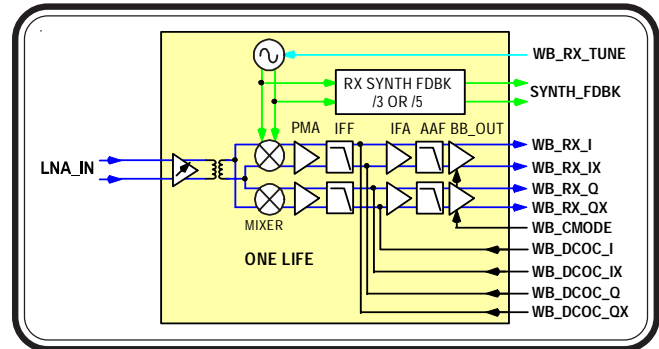 WB_RX_TUNE
RX SYNTH FDBK
/3 OR /5
SYNTH_FDBK
PMA IFF IFA AAF BB_OUT
WB_RX_I
LNA_IN
WB_RX_IX
WB_RX_Q
WB_RX_QX
MIXER
WB_CMODE
WB_DCOC_I
ONE LIFE
WB_DCOC_IX
WB_DCOC_Q
WB_DCOC_QX